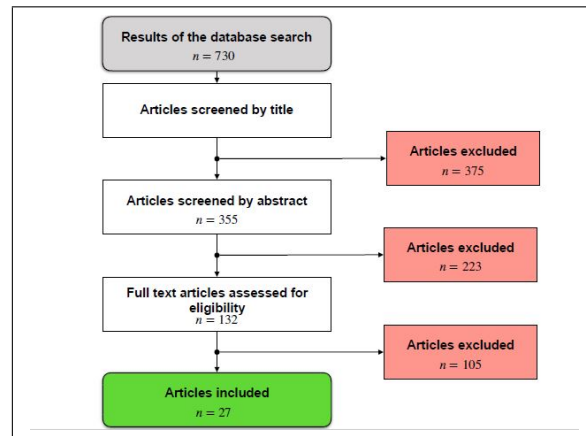 Results of the database search
n = 730
Articles screened by title
Articles excluded
n = 375
Articles screened by abstract
n = 355
Articles excluded
n = 223
Full text articles assessed for
eligibility
n = 132
Articles excluded
n = 105
Articles included
n = 27